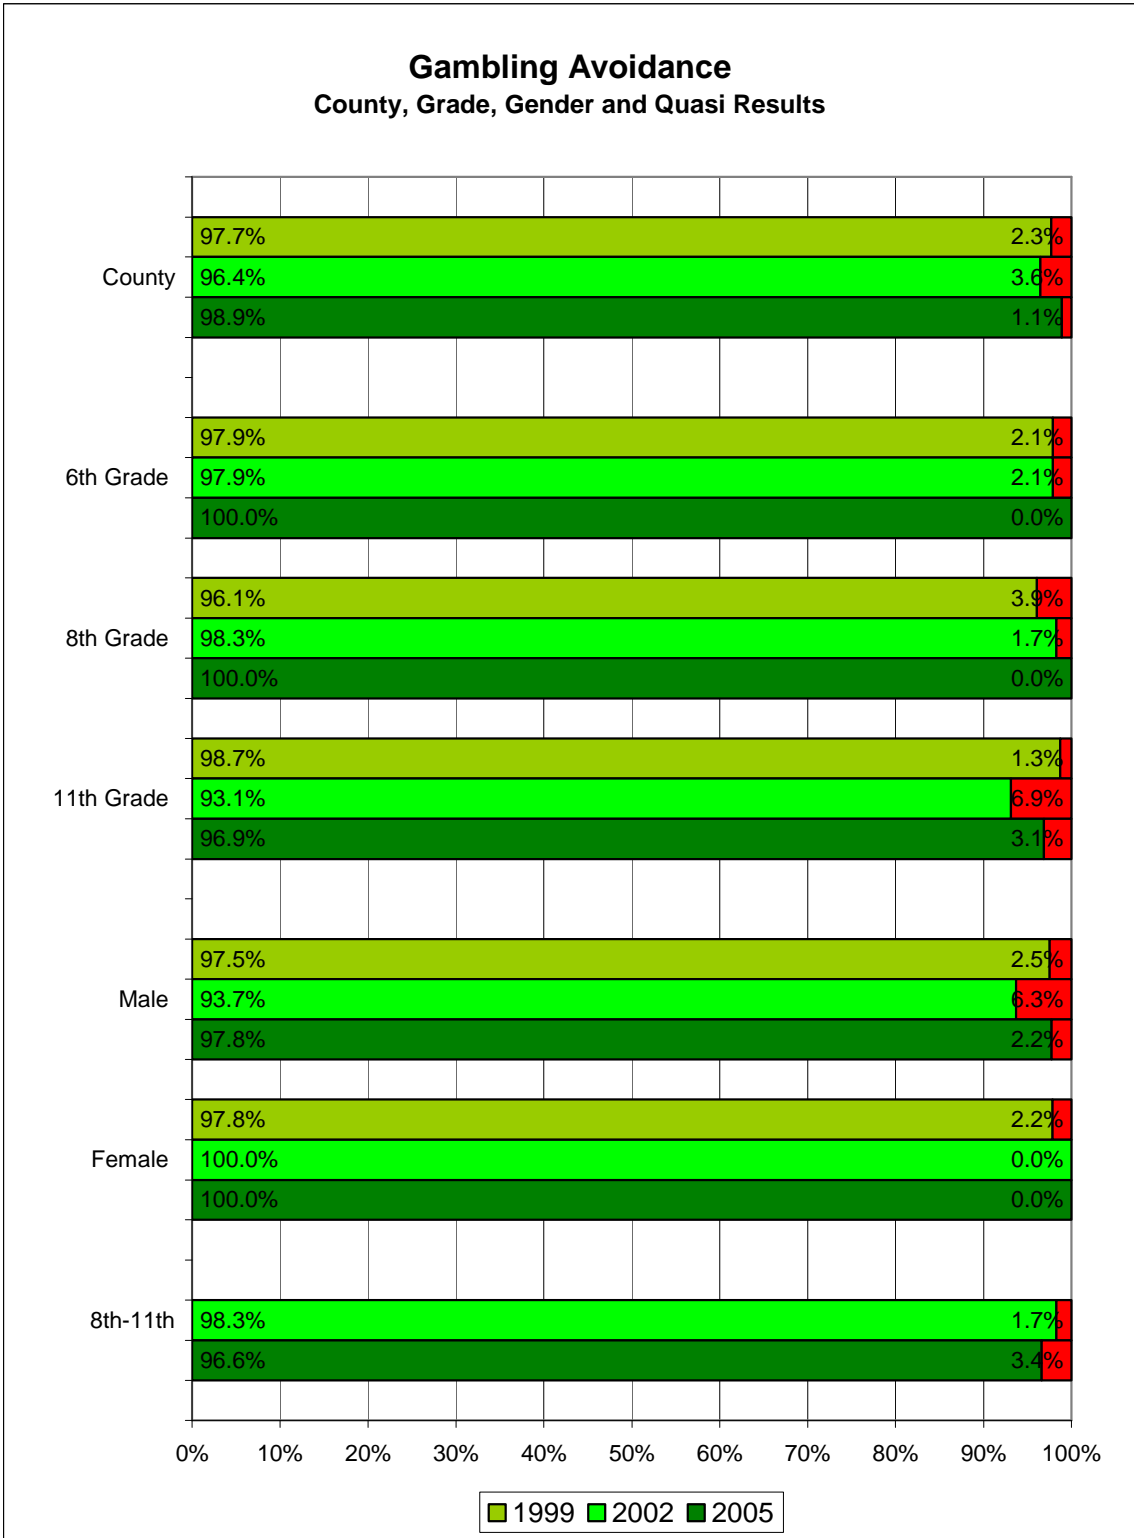 Gambling Avoidance
County, Grade, Gender and Quasi Results
97.7% 2.3%
County 96.4% 3.6%
98.9% 1.1%
97.9% 2.1%
6th Grade 97.9% 2.1%
100.0% 0.0%
96.1% 3.9%
8th Grade 98.3% 1.7%
100.0% 0.0%
98.7% 1.3%
11th Grade 93.1% 6.9%
96.9% 3.1%
97.5% 2.5%
Male 93.7% 6.3%
97.8% 2.2%
97.8% 2.2%
Female 100.0% 0.0%
100.0% 0.0%
8th-11th 98.3% 1.7%
96.6% 3.4%
0% 10% 20% 30% 40% 50% 60% 70% 80% 90% 100%
1999 2002 2005